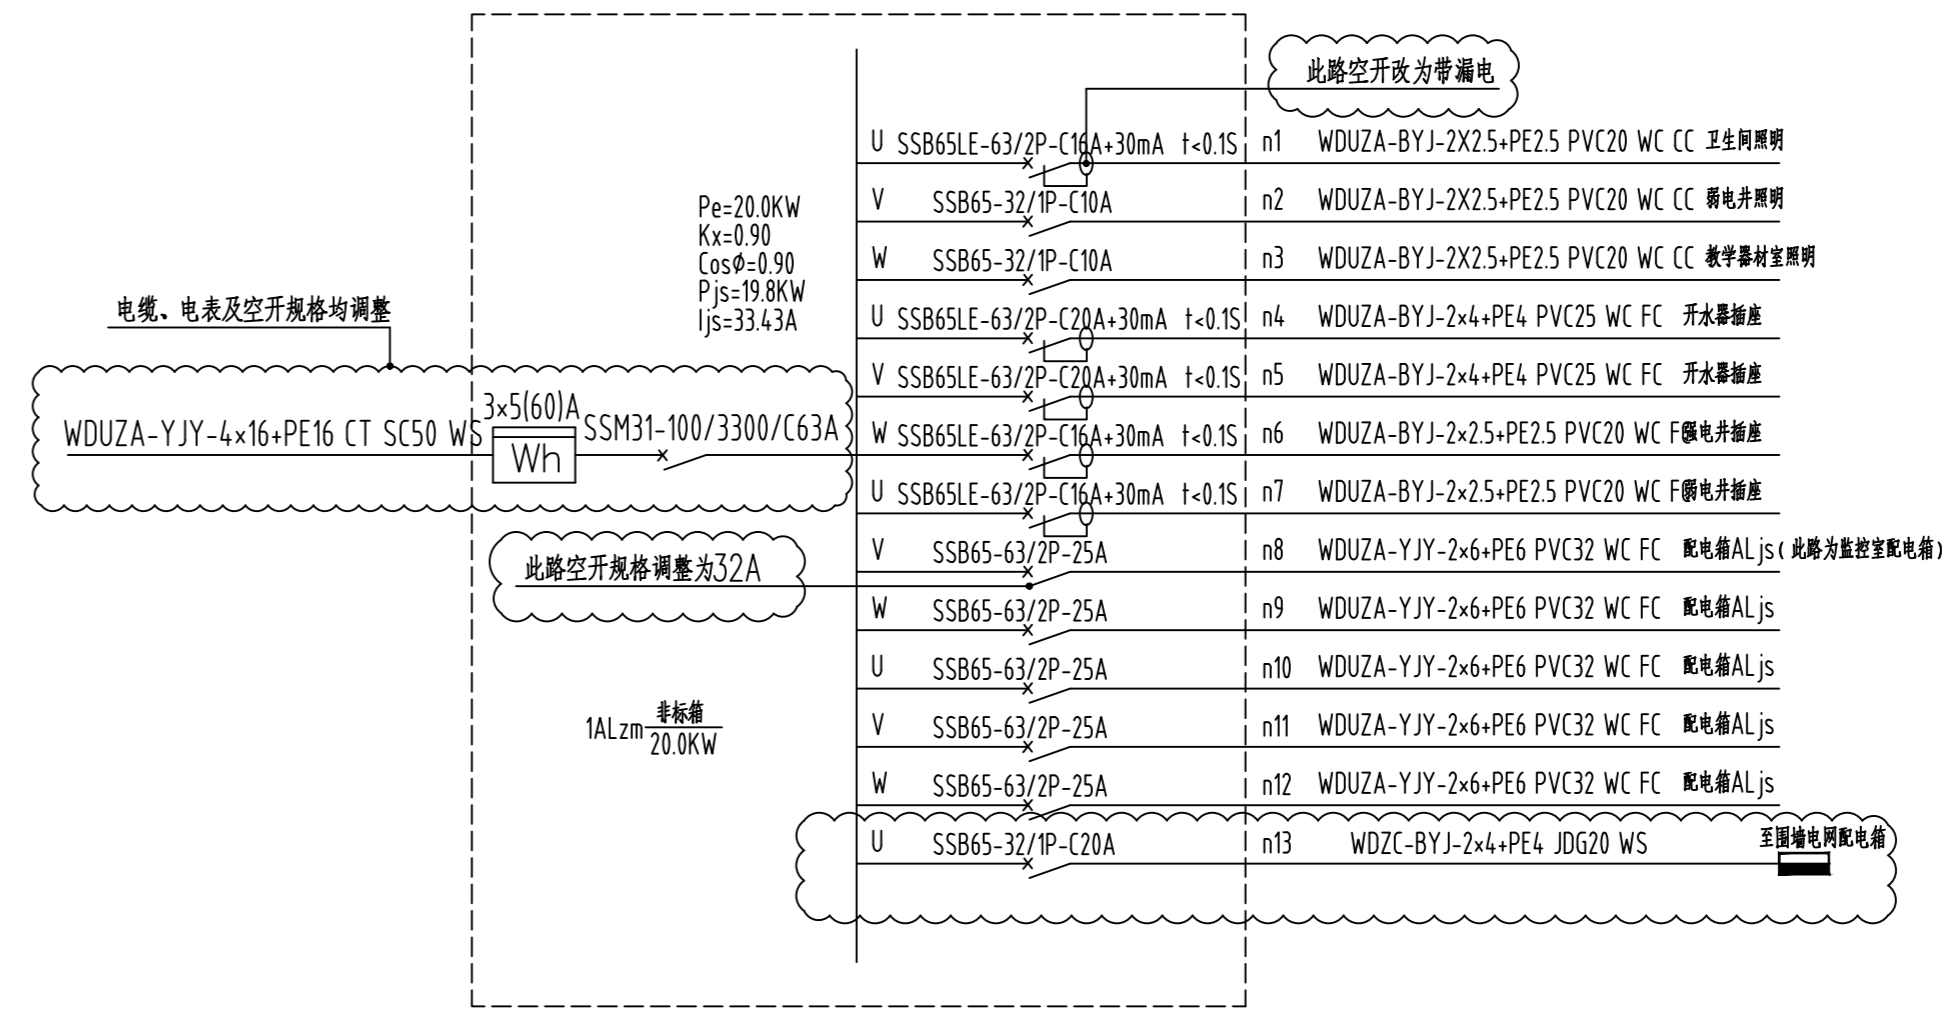 此路空开改为带漏电
U SSB65LE-63/2P-C16A+30mA t<0.1S n1 WDUZA-BYJ-2X2.5+PE2.5 PVC20 WC CC 卫生间照明
V SSB65-32/1P-C10A n2 WDUZA-BYJ-2X2.5+PE2.5 PVC20 WC CC 弱电井照明
W SSB65-32/1P-C10A n3 WDUZA-BYJ-2X2.5+PE2.5 PVC20 WC CC 教学器材室照明
Pe=20.0KW
Kx=0.90
CosØ=0.90
Pjs=19.8KW
Ijs=33.43A
U SSB65LE-63/2P-C20A+30mA t<0.1S n4 WDUZA-BYJ-2×4+PE4 PVC25 WC FC 开水器插座
V SSB65LE-63/2P-C20A+30mA t<0.1S n5 WDUZA-BYJ-2×4+PE4 PVC25 WC FC 开水器插座
电缆、电表及空开规格均调整
WDUZA-YJY-4×16+PE16 CT SC50 WS
3×5(60)A
Wh
SSM31-100/3300/C63A
W SSB65LE-63/2P-C16A+30mA t<0.1S n6 WDUZA-BYJ-2×2.5+PE2.5 PVC20 WC FC 强电井插座
U SSB65LE-63/2P-C16A+30mA t<0.1S n7 WDUZA-BYJ-2×2.5+PE2.5 PVC20 WC FC 弱电井插座
此路空开规格调整为32A
V SSB65-63/2P-25A n8 WDUZA-YJY-2×6+PE6 PVC32 WC FC 配电箱ALjs(此路为监控室配电箱)
W SSB65-63/2P-25A n9 WDUZA-YJY-2×6+PE6 PVC32 WC FC 配电箱ALjs
U SSB65-63/2P-25A n10 WDUZA-YJY-2×6+PE6 PVC32 WC FC 配电箱ALjs
V SSB65-63/2P-25A n11 WDUZA-YJY-2×6+PE6 PVC32 WC FC 配电箱ALjs
W SSB65-63/2P-25A n12 WDUZA-YJY-2×6+PE6 PVC32 WC FC 配电箱ALjs
1ALzm 非标箱
20.0KW
U SSB65-32/1P-C20A n13 WDZC-BYJ-2×4+PE4 JDG20 WS 至围墙电网配电箱